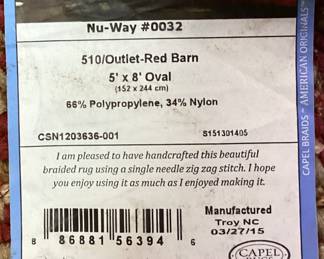 Nu-Way #0032
510/Outlet-Red Barn
5' x 8' Oval
(152 x 244 cm)
66% Polypropylene, 34% Nylon
CSN1203636-001
S151301405
I am pleased to have handcrafted this beautiful
braided rug using a single needle zig zag stitch. I hope
you enjoy using it as much as I enjoyed making it.
Manufactured
Troy NC
03/27/15
8 86881 56394 6
CAPEL
CAPEL BRAIDS ~ AMERICAN ORIGINALS